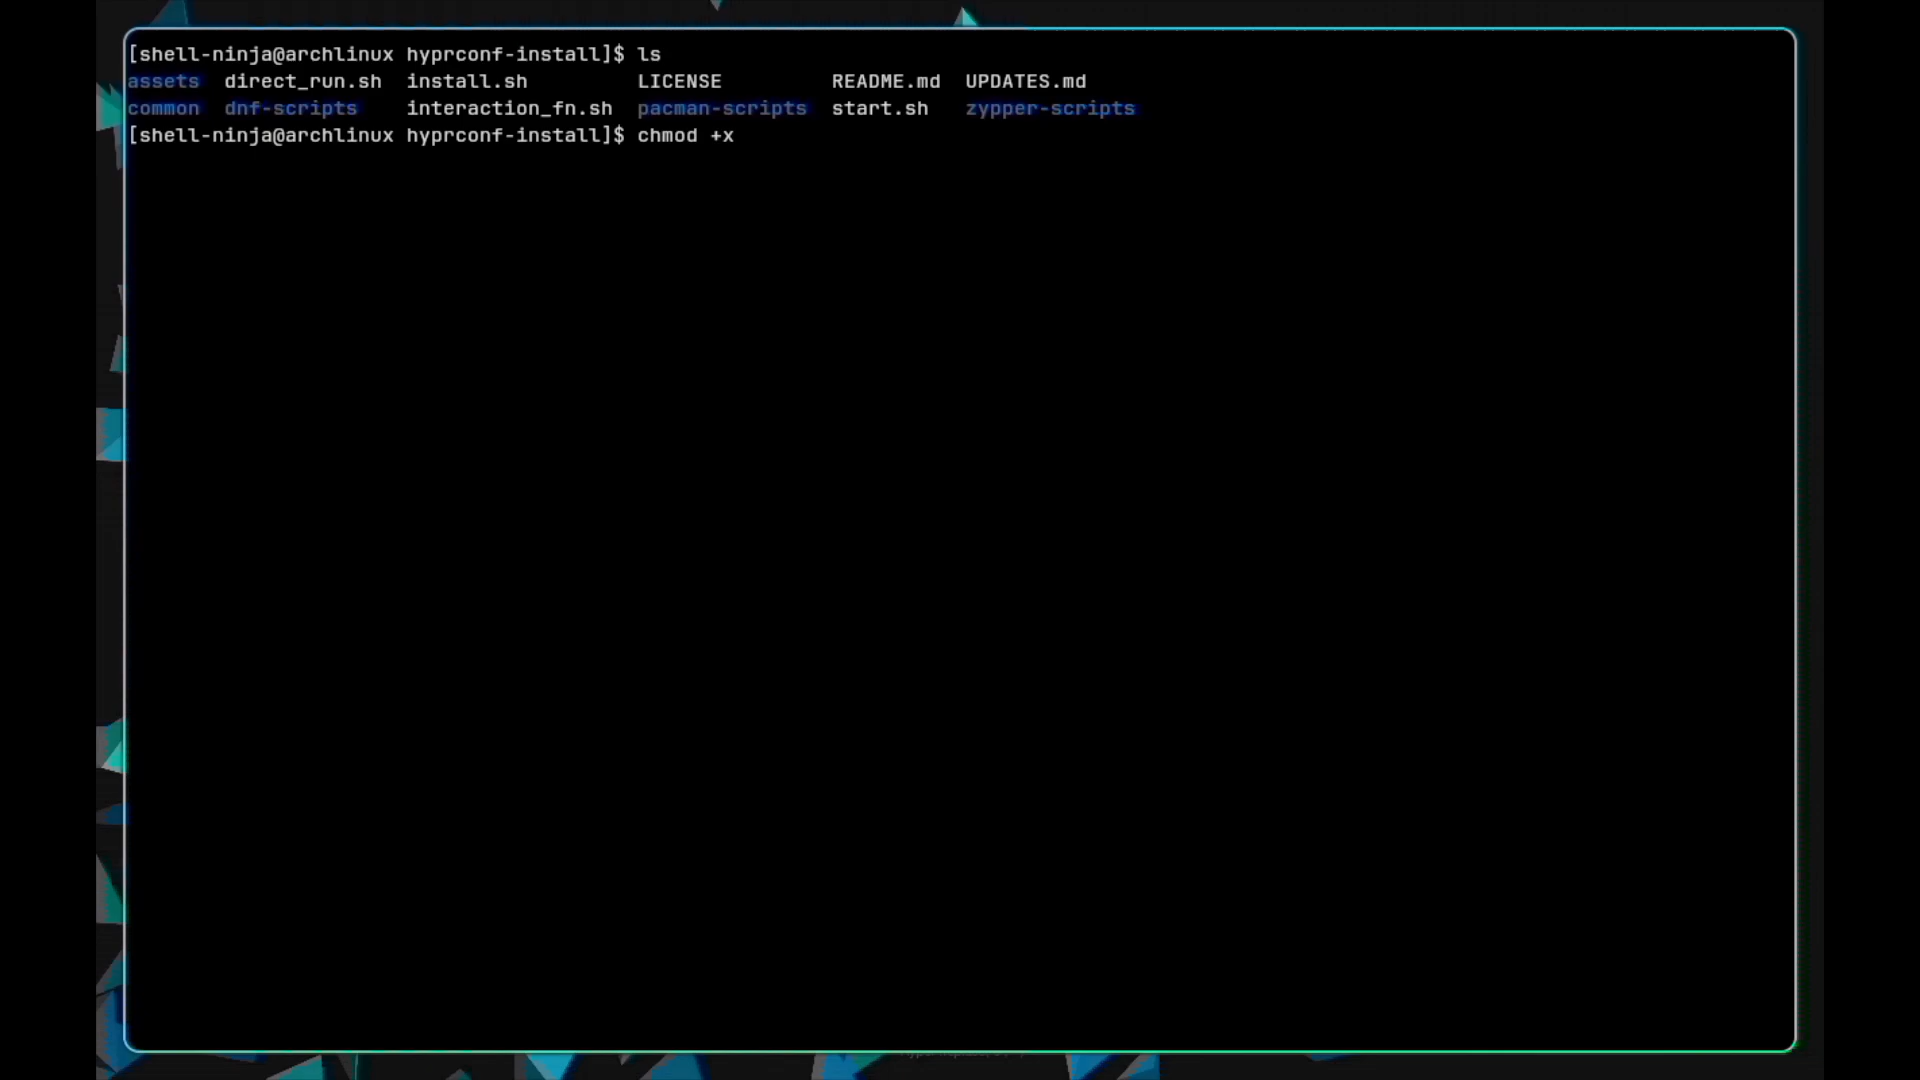 [shell-ninja@archlinux hyprconf-install]$ ls
assets direct_run.sh install.sh LICENSE README.md UPDATES.md
common dnf-scripts interaction_fn.sh pacman-scripts start.sh zypper-scripts
[shell-ninja@archlinux hyprconf-install]$ chmod +x